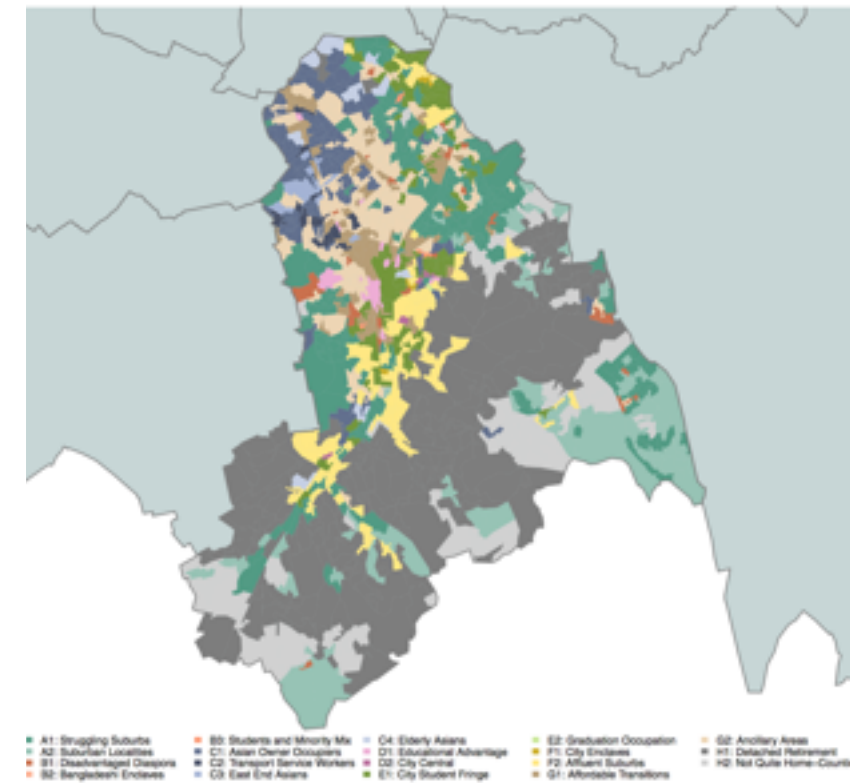 A1: Struggling Suburbs
A2: Suburban Localities
B1: Disadvantaged Diasporas
B2: Bangladeshi Enclaves
B3: Students and Minority Mix
C1: Asian Owner Occupiers
C2: Transport Service Workers
C3: East End Asians
C4: Elderly Asians
D1: Educational Advantage
D2: City Central
E1: City Student Fringe
E2: Graduation Occupation
F1: City Enclaves
F2: Affluent Suburbs
G1: Affordable Transitions
G2: Ancillary Areas
H1: Detached Retirement
H2: Not Quite Home-Count